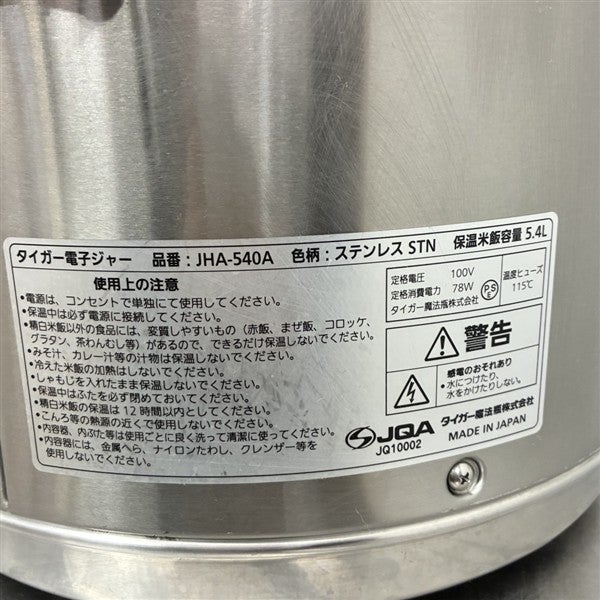 タイガー電子ジャー 品番：JHA-540A 色柄：ステンレス STN 保温米飯容量 5.4L
使用上の注意
•電源は、コンセントで単独にて使用してください。
•保温中は必ず電源に接続してください。
•精白米飯以外の食品には、変質しやすいもの（赤飯、まぜ飯、コロッケ、
グラタン、茶わんむし等）があるので、できるだけ保温しないでください。
•みそ汁、カレー汁等の汁物は保温しないでください。
•冷えた米飯の加熱はしないでください。
•しゃもじを入れたまま保温しないでください。
•保温中はふたを必ず閉めておいてください。
•精白米飯の保温は12時間以内としてください。
•こんろ等の熱源の近くで使用しないでください。
•内容器、内ぶた等は使用ごとに良く洗って清潔に使ってください。
•内容器には、金属へら、ナイロンたわし、クレンザー等を
使用しないでください。
定格電圧 100V
定格消費電力 78W
タイガー魔法瓶株式会社
PSE
温度ヒューズ
115℃
警告
感電のおそれあり
•水につけたり、
水をかけたりしない。
JQA
JQ10002
タイガー魔法瓶株式会社
MADE IN JAPAN